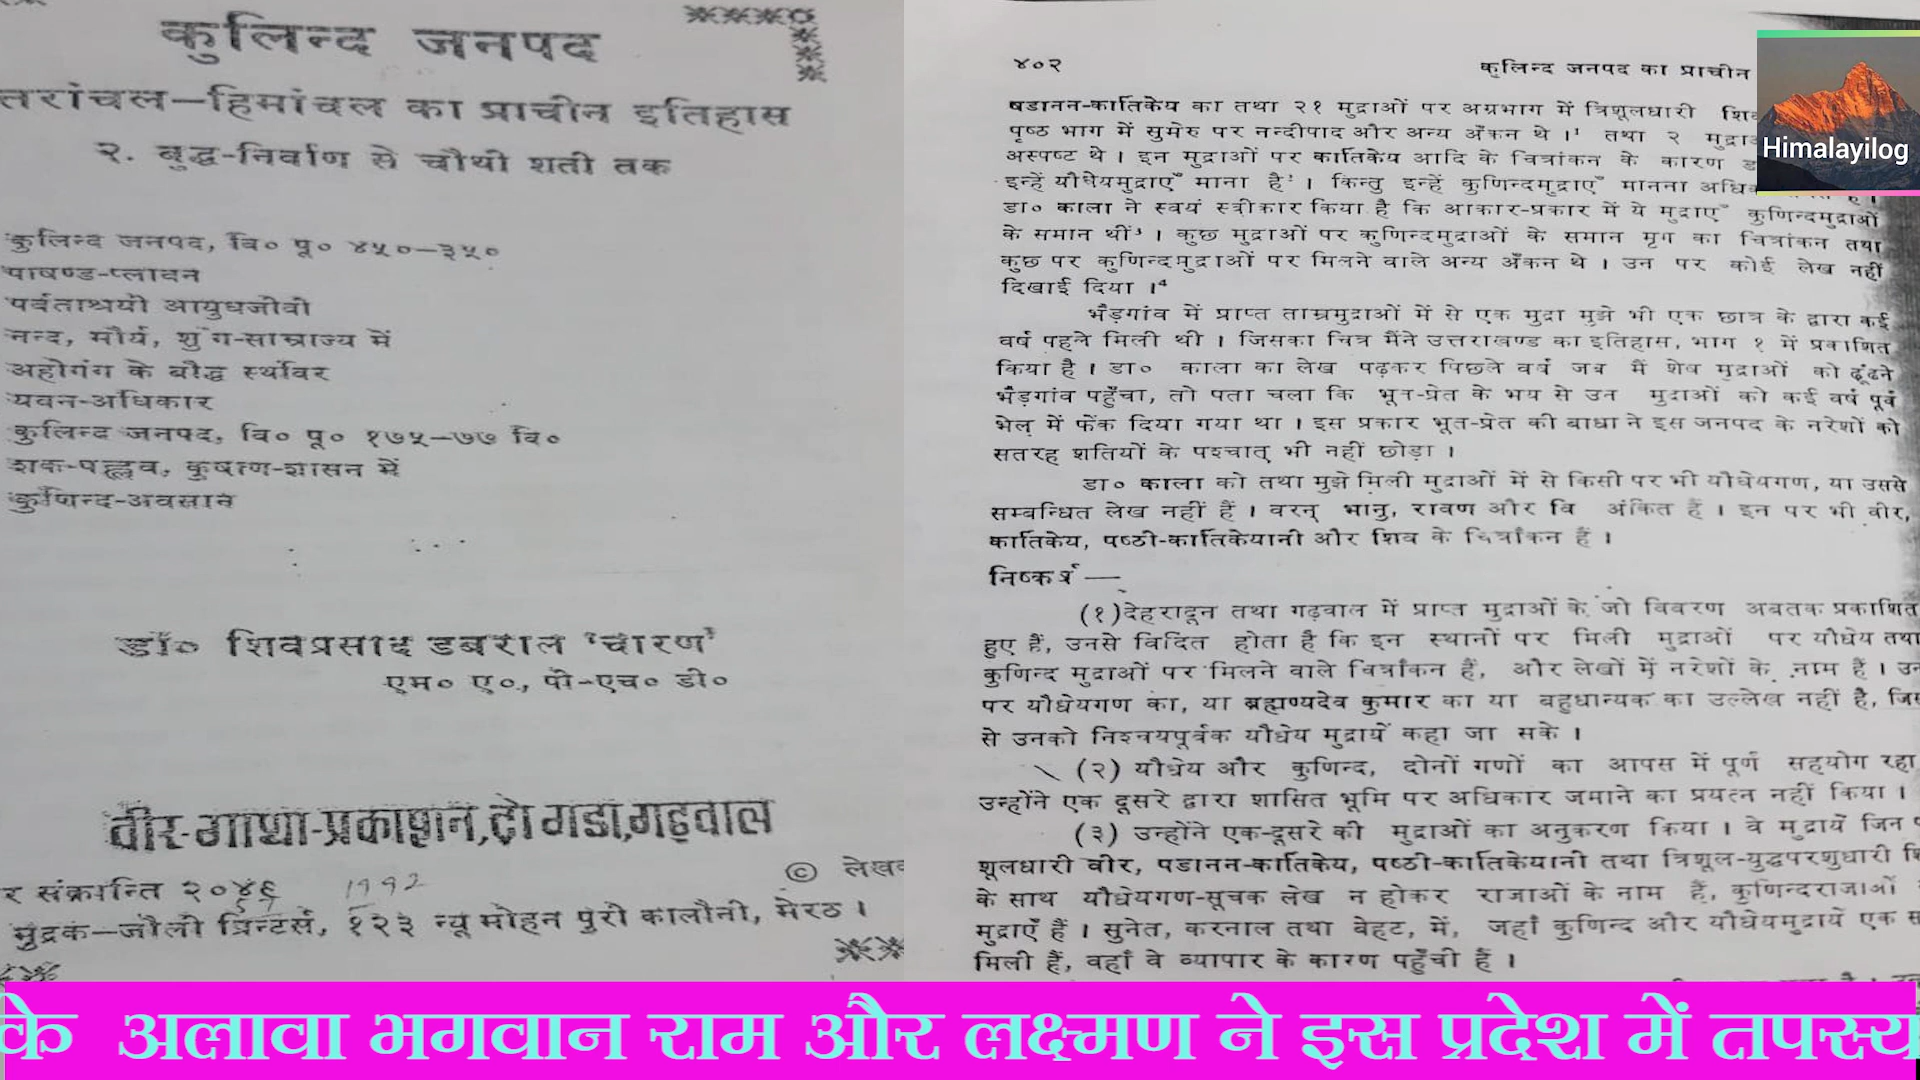 कुलिन्द जनपद
तरांचल—हिमांचल का प्राचीन इतिहास
२. बुद्ध-निर्वाण से चौथी शती तक
कुलिन्द जनपद, वि० पू० ४५०—३५०
पाषण्ड-प्लावन
पर्वताश्रयी आयुधजीवी
नन्द, मौर्य, शुंग-साम्राज्य में
अहोगंग के बौद्ध स्थविर
यवन-अधिकार
कुलिन्द जनपद, वि० पू० १७५—७७ वि०
शक-पह्लव, कुषाण-शासन में
कुणिन्द-अवसान
डॉ० शिवप्रसाद डबराल ‘चारण’
एम० ए०, पी-एच० डी०
वीर-गाथा-प्रकाशन, दोगडा, गढ़वाल
© लेखक
र संक्रान्ति २०४६ 1992
मुद्रक—जौली प्रिन्टर्स, १२३ न्यू मोहन पुरी कालौनी, मेरठ ।
४०२ कुलिन्द जनपद का प्राचीन
षडानन-कार्तिकेय का तथा २१ मुद्राओं पर अग्रभाग में त्रिशूलधारी शिव
पृष्ठ भाग में सुमेरु पर नन्दीपाद और अन्य अँकन थे ।¹ तथा २ मुद्रा
अस्पष्ट थे । इन मुद्राओं पर कार्तिकेय आदि के चित्रांकन के कारण ड
इन्हें यौधेयमुद्राएँ माना है² । किन्तु इन्हें कुणिन्दमुद्राएँ मानना अधिक
डा० काला ने स्वयं स्वीकार किया है कि आकार-प्रकार में ये मुद्राएँ कुणिन्दमुद्राओं
के समान थीं³ । कुछ मुद्राओं पर कुणिन्दमुद्राओं के समान मृग का चित्रांकन तथा
कुछ पर कुणिन्दमुद्राओं पर मिलने वाले अन्य अँकन थे । उन पर कोई लेख नहीं
दिखाई दिया ।⁴
भैड़गांव में प्राप्त ताम्रमुद्राओं में से एक मुद्रा मुझे भी एक छात्र के द्वारा कई
वर्ष पहले मिली थी । जिसका चित्र मैंने उत्तराखण्ड का इतिहास, भाग १ में प्रकाशित
किया है । डा० काला का लेख पढ़कर पिछले वर्ष जब मैं शेष मुद्राओं को ढूंढने
भैड़गांव पहुँचा, तो पता चला कि भूत-प्रेत के भय से उन मुद्राओं को कई वर्ष पूर्व
भेल में फेंक दिया गया था । इस प्रकार भूत-प्रेत की बाधा ने इस जनपद के नरेशों को
सतरह शतियों के पश्चात् भी नहीं छोड़ा ।
डा० काला को तथा मुझे मिली मुद्राओं में से किसी पर भी यौधेयगण, या उससे
सम्बन्धित लेख नहीं हैं । वरन् भानु, रावण और वि अंकित हैं । इन पर भी वीर,
कार्तिकेय, षष्ठी-कार्तिकेयानी और शिव के चित्रांकन हैं ।
निष्कर्ष —
(१)देहरादून तथा गढ़वाल में प्राप्त मुद्राओं के जो विवरण अबतक प्रकाशित
हुए हैं, उनसे विदित होता है कि इन स्थानों पर मिली मुद्राओं पर यौधेय तथा
कुणिन्द मुद्राओं पर मिलने वाले चित्रांकन हैं, और लेखों में नरेशों के नाम हैं । उन
पर यौधेयगण का, या ब्रह्मण्यदेव कुमार का या बहुधान्यक का उल्लेख नहीं है, जिस
से उनको निश्चयपूर्वक यौधेय मुद्रायें कहा जा सके ।
(२) यौधेय और कुणिन्द, दोनों गणों का आपस में पूर्ण सहयोग रहा
उन्होंने एक दूसरे द्वारा शासित भूमि पर अधिकार जमाने का प्रयत्न नहीं किया ।
(३) उन्होंने एक-दूसरे की मुद्राओं का अनुकरण किया । वे मुद्रायें जिन प
शूलधारी वीर, षडानन-कार्तिकेय, षष्ठी-कार्तिकेयानी तथा त्रिशूल-युद्धपरशुधारी शि
के साथ यौधेयगण-सूचक लेख न होकर राजाओं के नाम हैं, कुणिन्दराजाओं
मुद्राएँ हैं । सुनेत, करनाल तथा बेहट, में, जहाँ कुणिन्द और यौधेयमुद्रायें एक स
मिली हैं, वहाँ वे व्यापार के कारण पहुँची हैं ।
Himalayilog
के अलावा भगवान राम और लक्ष्मण ने इस प्रदेश में तपस्य